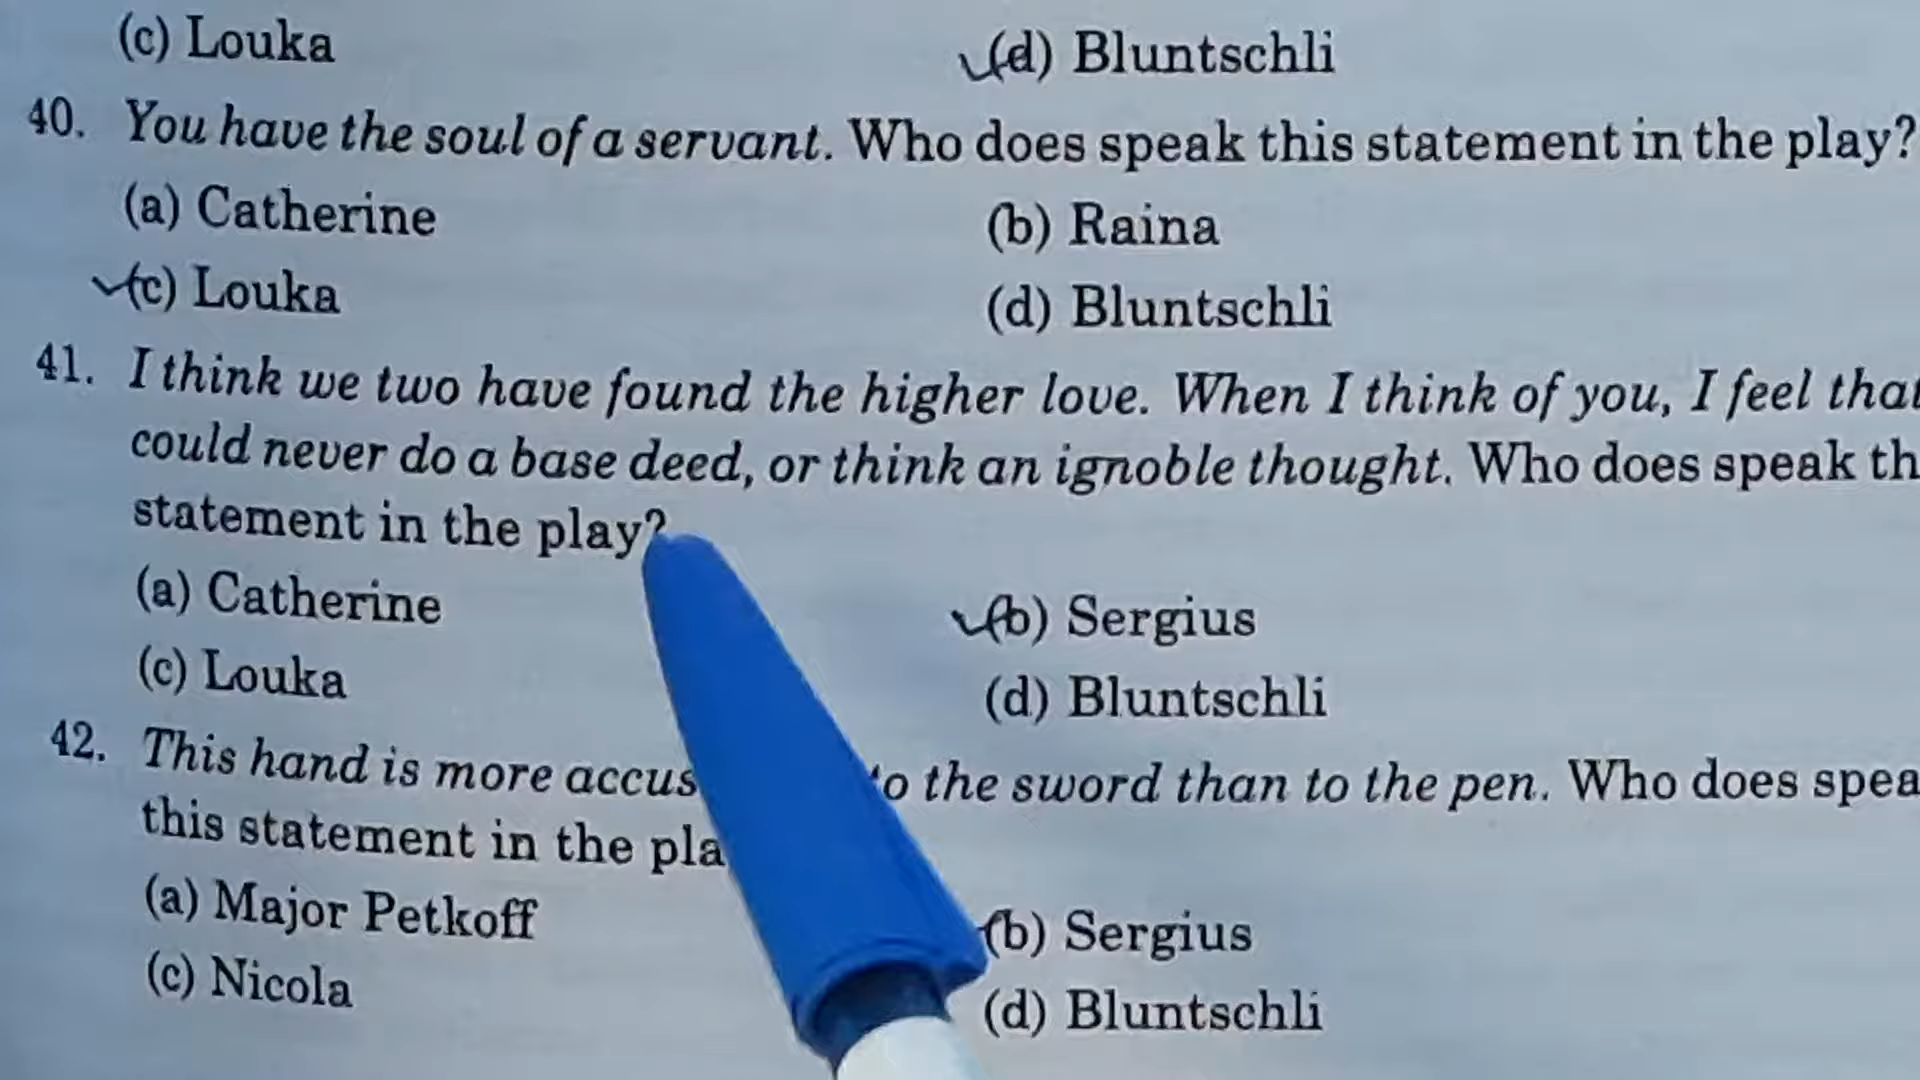 (c) Louka (d) Bluntschli
40. You have the soul of a servant. Who does speak this statement in the play?
(a) Catherine (b) Raina
(c) Louka (d) Bluntschli
41. I think we two have found the higher love. When I think of you, I feel that
could never do a base deed, or think an ignoble thought. Who does speak th
statement in the play?
(a) Catherine (b) Sergius
(c) Louka (d) Bluntschli
42. This hand is more accus to the sword than to the pen. Who does spea
this statement in the pla
(a) Major Petkoff (b) Sergius
(c) Nicola (d) Bluntschli